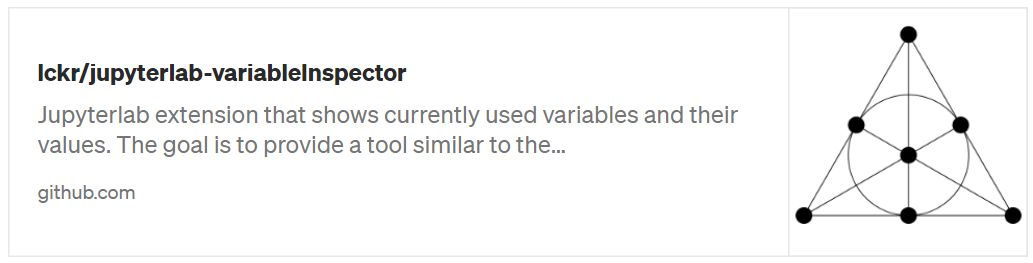 lckr/jupyterlab-variableInspector
Jupyterlab extension that shows currently used variables and their
values. The goal is to provide a tool similar to the...
github.com